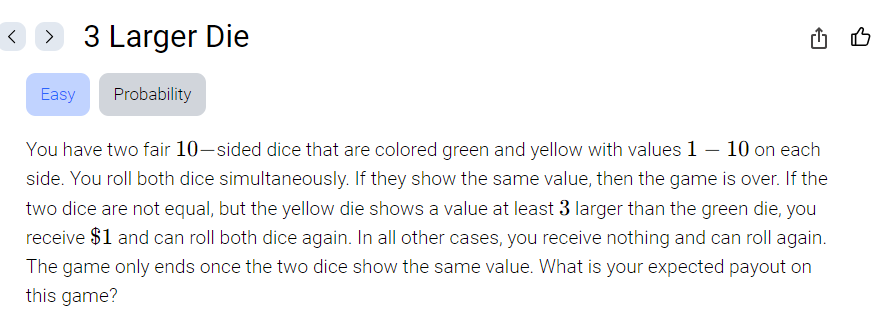 3 Larger Die
Easy
Probability
You have two fair 10−sided dice that are colored green and yellow with values 1 − 10 on each
side. You roll both dice simultaneously. If they show the same value, then the game is over. If the
two dice are not equal, but the yellow die shows a value at least 3 larger than the green die, you
receive $1 and can roll both dice again. In all other cases, you receive nothing and can roll again.
The game only ends once the two dice show the same value. What is your expected payout on
this game?